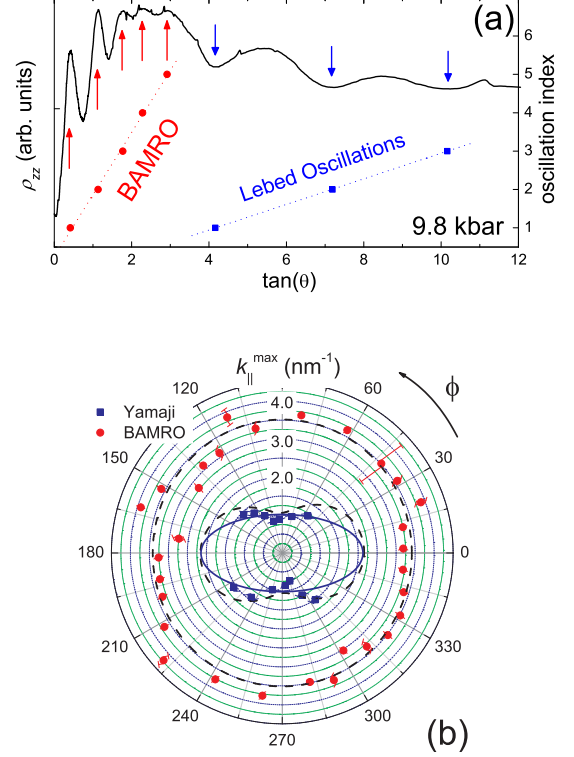 (a)
ρzz (arb. units)
BAMRO
Lebed Oscillations
9.8 kbar
oscillation index
5
4
3
2
1
0 2 4 6 8 10 12
tan(θ)
k||max (nm-1)
ϕ
Yamaji
BAMRO
4.0
3.0
2.0
0
30
60
120
150
180
210
240
270
300
330
(b)